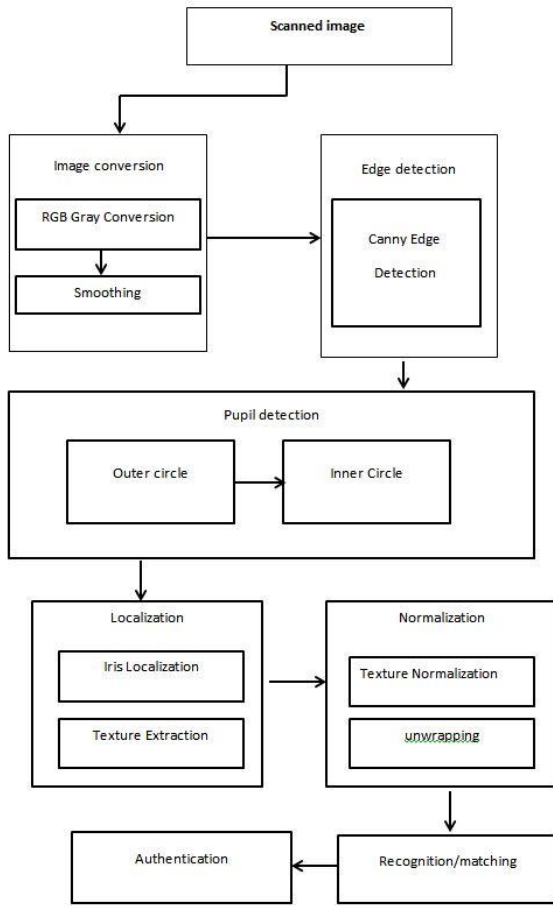 Scanned image
Image conversion
RGB Gray Conversion
Smoothing
Edge detection
Canny Edge
Detection
Pupil detection
Outer circle
Inner Circle
Localization
Iris Localization
Texture Extraction
Normalization
Texture Normalization
unwrapping
Recognition/matching
Authentication